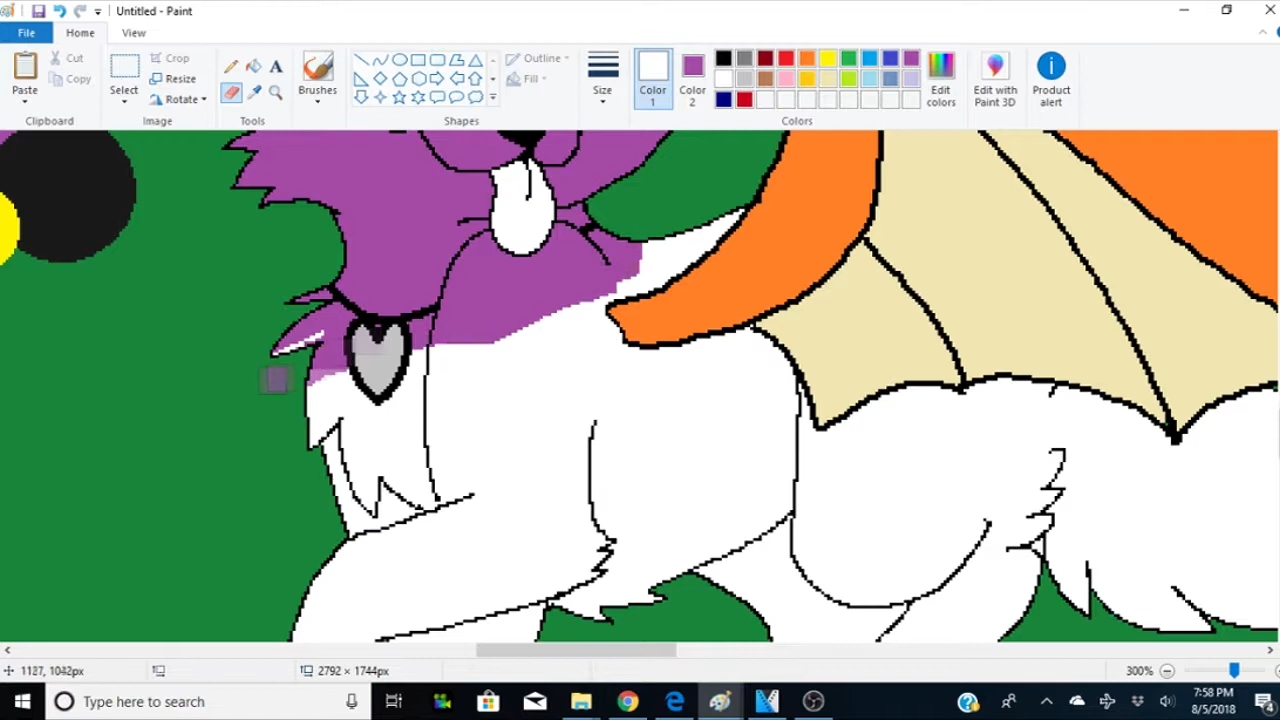 Untitled - Paint
File Home View
Paste
Cut
Copy
Clipboard
Select
Crop
Resize
Rotate
Image
A
Tools
Brushes
Outline
Fill
Shapes
Size
Color 1
Color 2
Edit colors
Colors
Edit with Paint 3D
Product alert
1137, 1042px
2792 × 1744px
300%
Type here to search
7:58 PM
8/5/2018
4